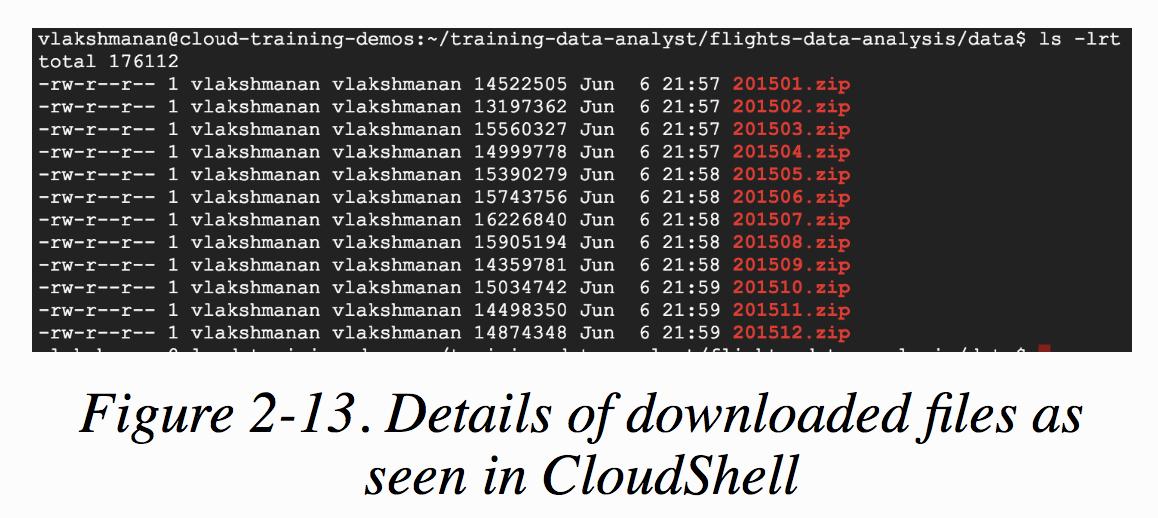 vlakshmanan@cloud-training-demos:~/training-data-analyst/flights-data-analysis/data$ ls -lrt
total 176112
-rw-r--r-- 1 vlakshmanan vlakshmanan 14522505 Jun  6 21:57 201501.zip
-rw-r--r-- 1 vlakshmanan vlakshmanan 13197362 Jun  6 21:57 201502.zip
-rw-r--r-- 1 vlakshmanan vlakshmanan 15560327 Jun  6 21:57 201503.zip
-rw-r--r-- 1 vlakshmanan vlakshmanan 14999778 Jun  6 21:57 201504.zip
-rw-r--r-- 1 vlakshmanan vlakshmanan 15390279 Jun  6 21:58 201505.zip
-rw-r--r-- 1 vlakshmanan vlakshmanan 15743756 Jun  6 21:58 201506.zip
-rw-r--r-- 1 vlakshmanan vlakshmanan 16226840 Jun  6 21:58 201507.zip
-rw-r--r-- 1 vlakshmanan vlakshmanan 15905194 Jun  6 21:58 201508.zip
-rw-r--r-- 1 vlakshmanan vlakshmanan 14359781 Jun  6 21:58 201509.zip
-rw-r--r-- 1 vlakshmanan vlakshmanan 15034742 Jun  6 21:59 201510.zip
-rw-r--r-- 1 vlakshmanan vlakshmanan 14498350 Jun  6 21:59 201511.zip
-rw-r--r-- 1 vlakshmanan vlakshmanan 14874348 Jun  6 21:59 201512.zip
Figure 2-13. Details of downloaded files as
seen in CloudShell